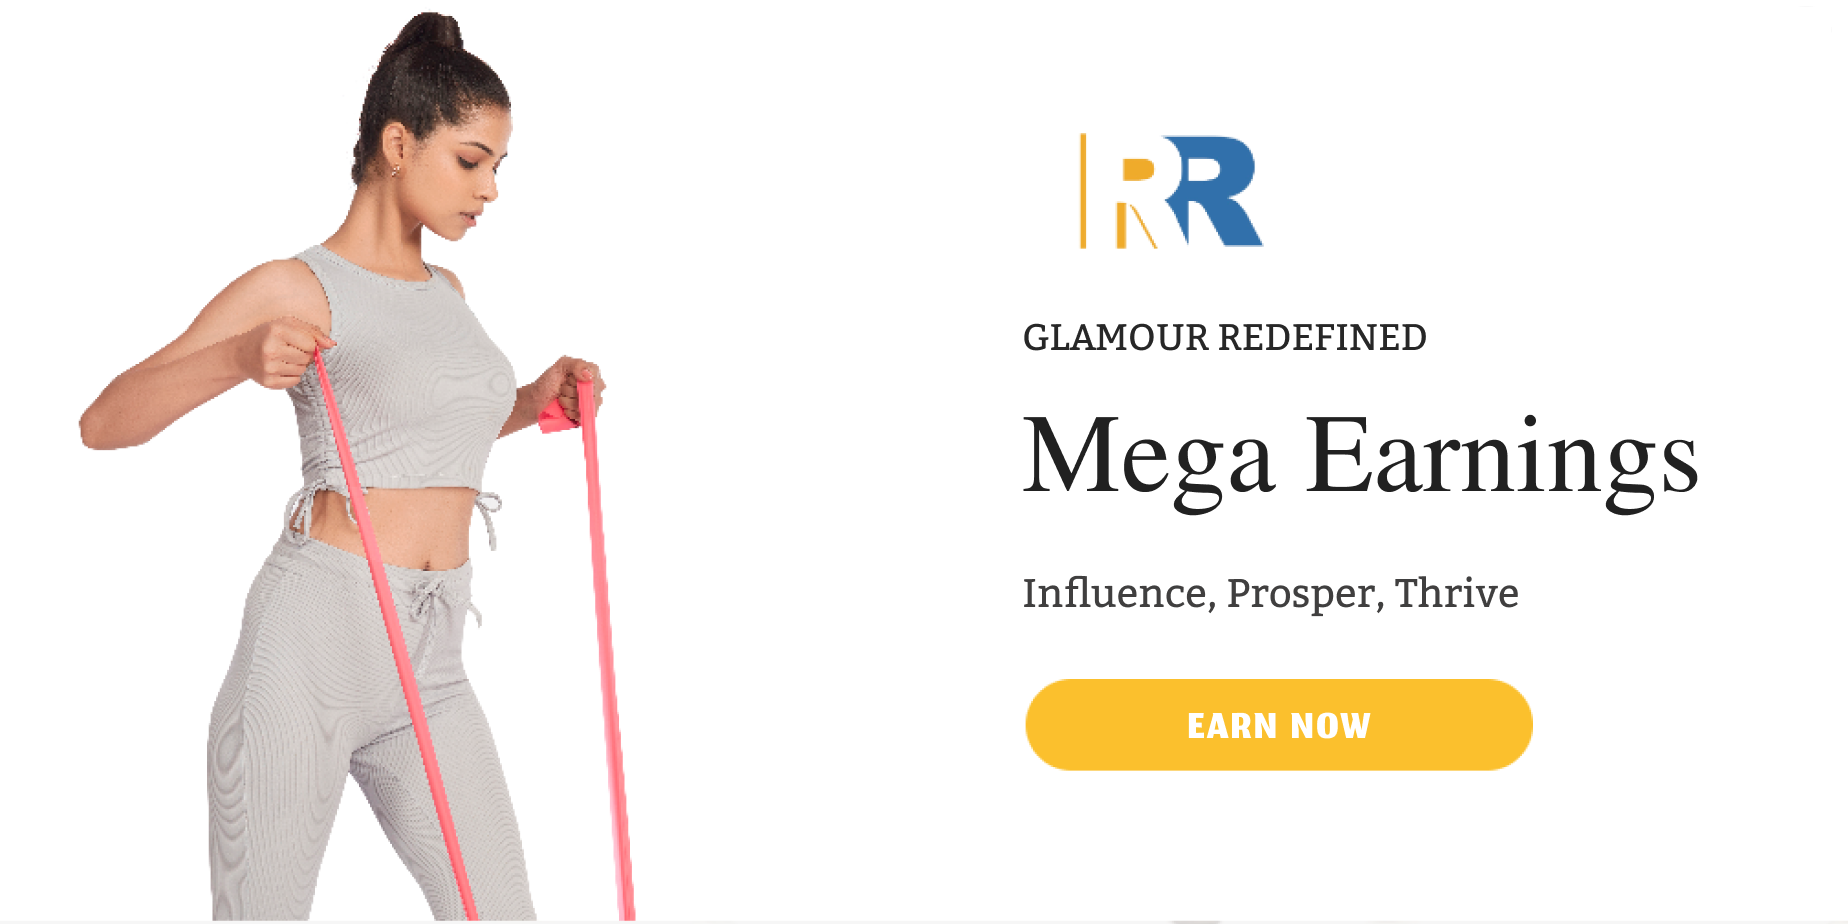 RR
GLAMOUR REDEFINED
Mega Earnings
Influence, Prosper, Thrive
EARN NOW